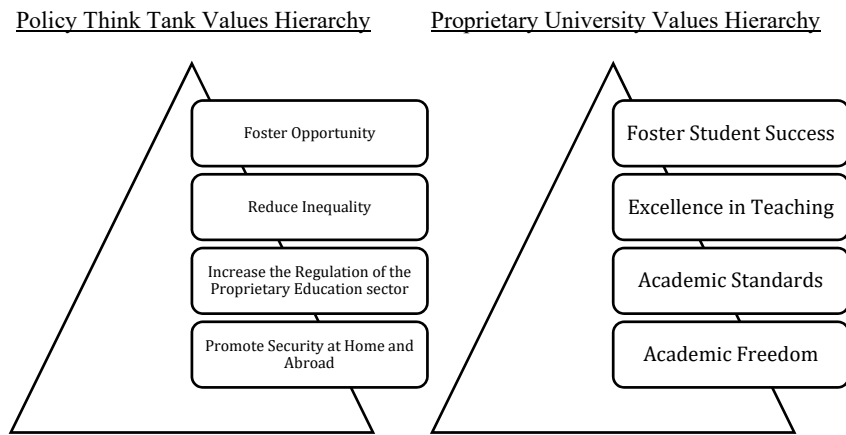 Policy Think Tank Values Hierarchy
Proprietary University Values Hierarchy
Foster Opportunity
Reduce Inequality
Increase the Regulation of the
Proprietary Education sector
Promote Security at Home and
Abroad
Foster Student Success
Excellence in Teaching
Academic Standards
Academic Freedom